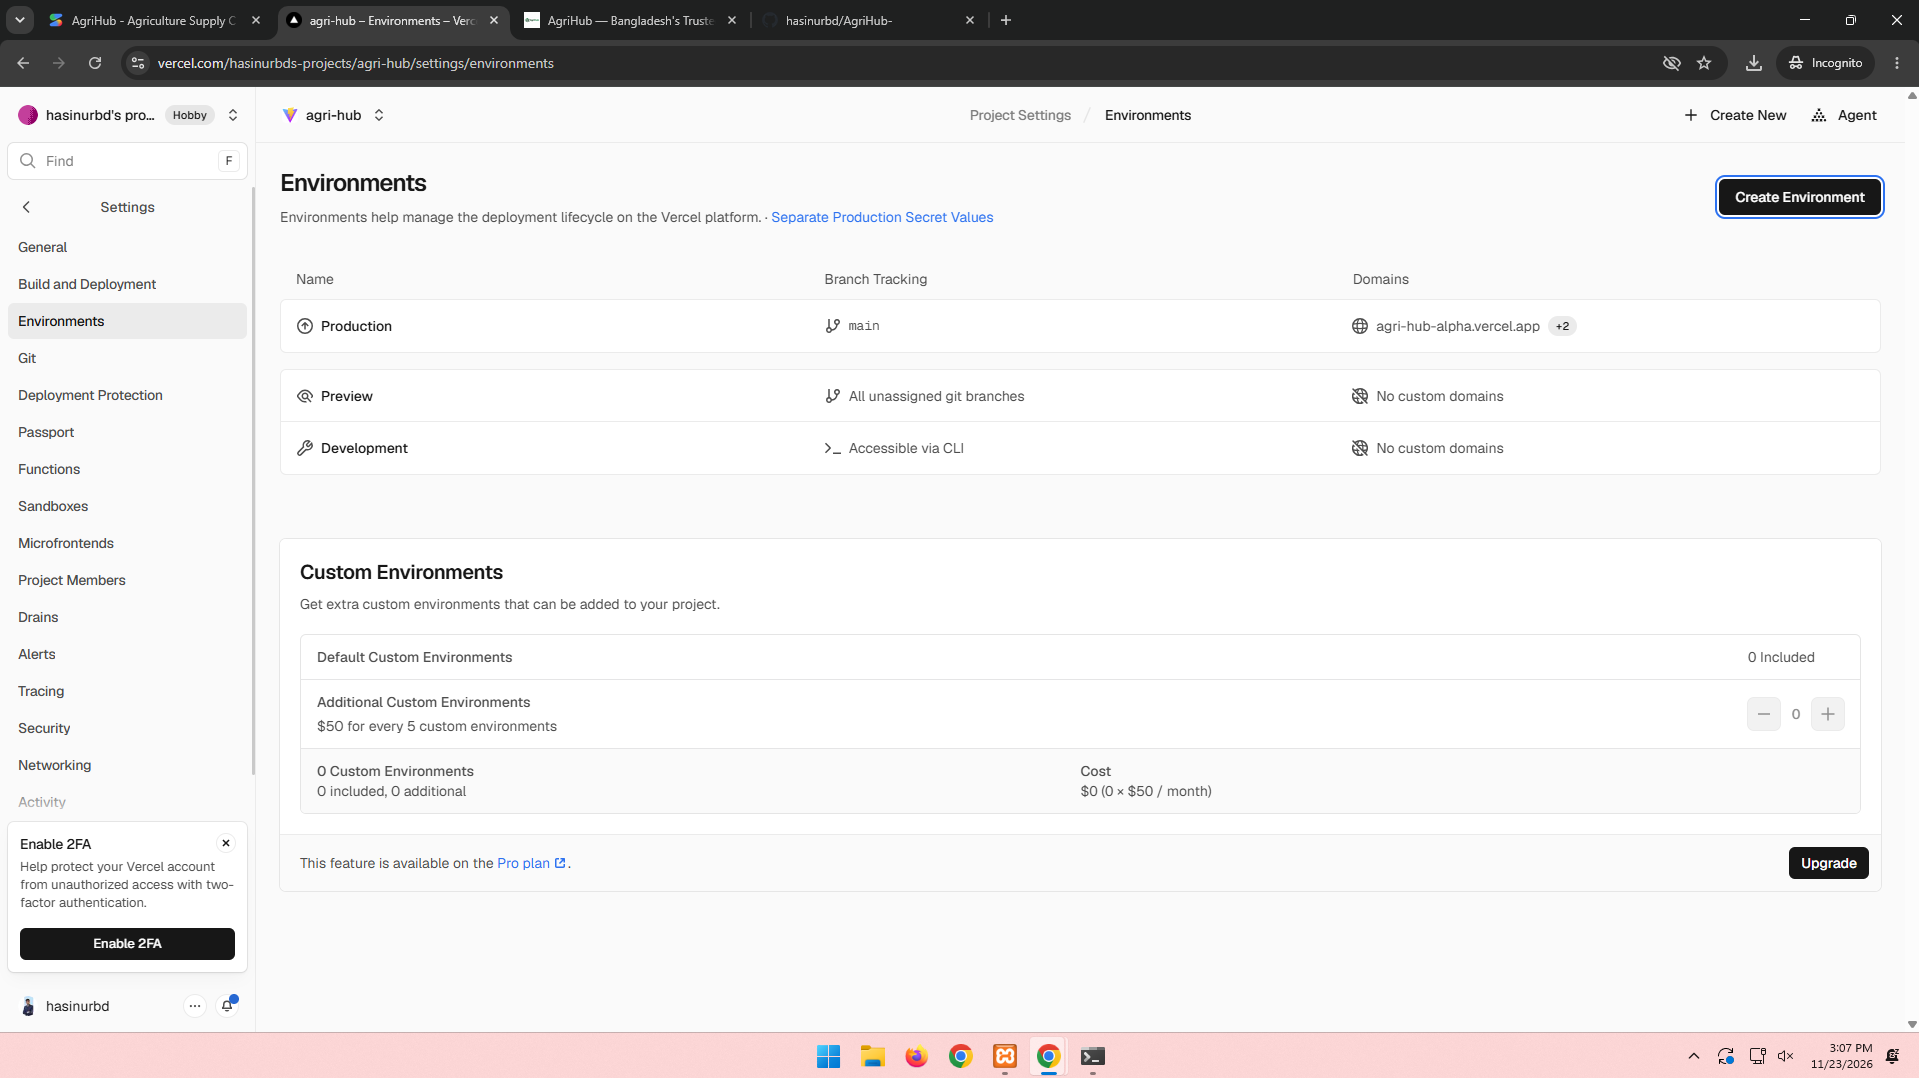 AgriHub - Agriculture Supply C
agri-hub – Environments – Verc
AgriHub — Bangladesh's Truste
hasinurbd/AgriHub-
vercel.com/hasinurbds-projects/agri-hub/settings/environments
Incognito
hasinurbd's pro...
Hobby
agri-hub
Project Settings / Environments
Create New
Agent
Find
F
Settings
General
Build and Deployment
Environments
Git
Deployment Protection
Passport
Functions
Sandboxes
Microfrontends
Project Members
Drains
Alerts
Tracing
Security
Networking
Activity
Enable 2FA
Help protect your Vercel account
from unauthorized access with two-
factor authentication.
Enable 2FA
hasinurbd
Environments
Environments help manage the deployment lifecycle on the Vercel platform. · Separate Production Secret Values
Create Environment
Name Branch Tracking Domains
Production main agri-hub-alpha.vercel.app +2
Preview All unassigned git branches No custom domains
Development Accessible via CLI No custom domains
Custom Environments
Get extra custom environments that can be added to your project.
Default Custom Environments 0 Included
Additional Custom Environments
$50 for every 5 custom environments
0
0 Custom Environments Cost
0 included, 0 additional $0 (0 × $50 / month)
This feature is available on the Pro plan.
Upgrade
3:07 PM
11/23/2026